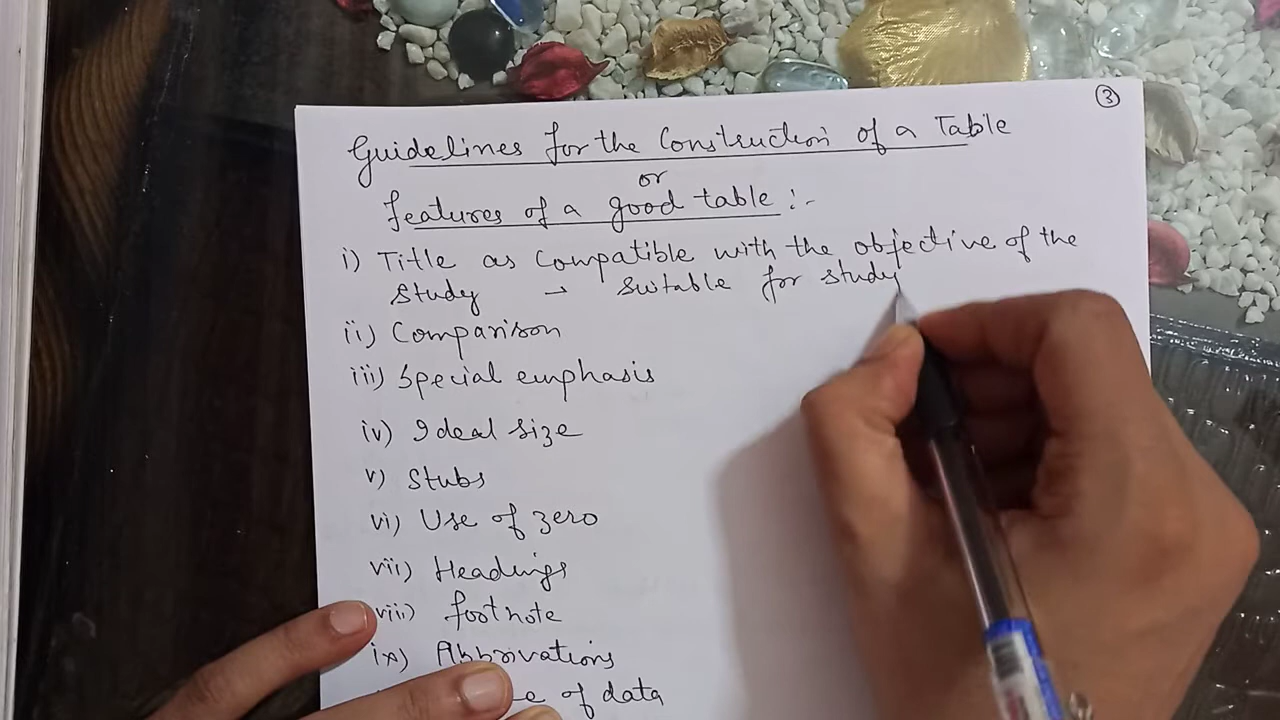 ③
Guidelines for the Construction of a Table
or
features of a good table :-
i) Title as compatible with the objective of the
Study → Suitable for study
ii) Comparison
iii) Special emphasis
iv) Ideal size
v) Stubs
vi) Use of zero
vii) Headings
viii) footnote
ix) Abbrivations
of data